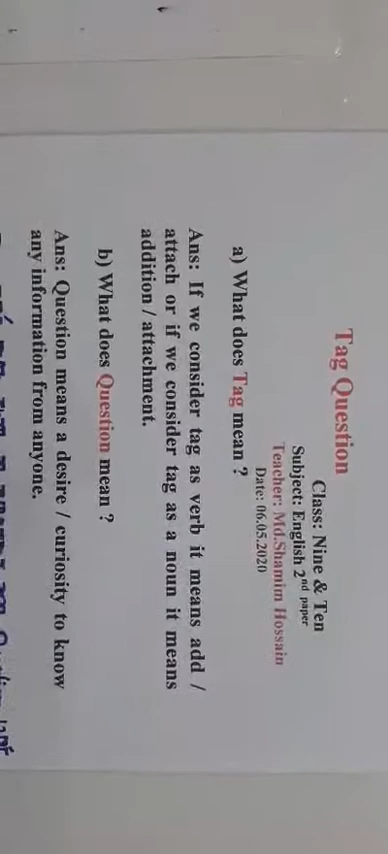 Tag Question
Class: Nine & Ten
Subject: English 2nd paper
Teacher: Md.Shamim Hossain
Date: 06.05.2020
a) What does Tag mean ?
Ans: If we consider tag as verb it means add /
attach or if we consider tag as a noun it means
addition / attachment.
b) What does Question mean ?
Ans: Question means a desire / curiosity to know
any information from anyone.